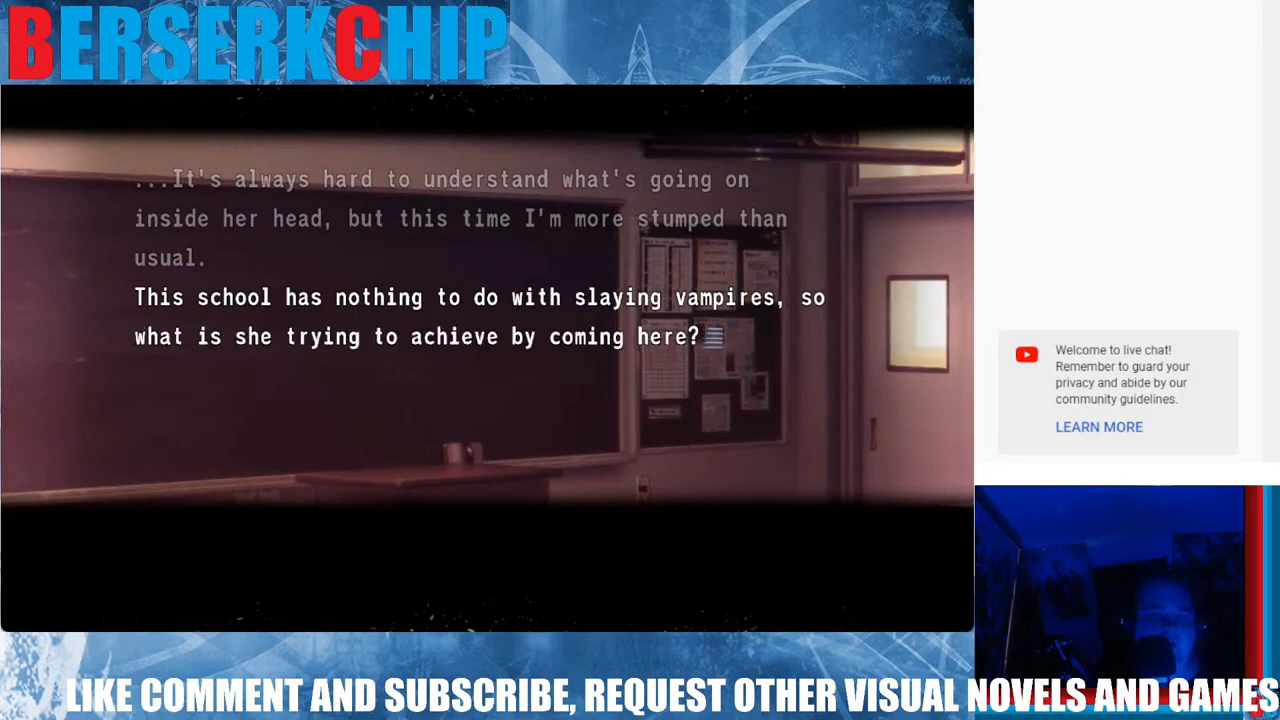 BERSERKCHIP
...It's always hard to understand what's going on
inside her head, but this time I'm more stumped than
usual.
This school has nothing to do with slaying vampires, so
what is she trying to achieve by coming here?
Welcome to live chat!
Remember to guard your
privacy and abide by our
community guidelines.
LEARN MORE
LIKE COMMENT AND SUBSCRIBE, REQUEST OTHER VISUAL NOVELS AND GAMES